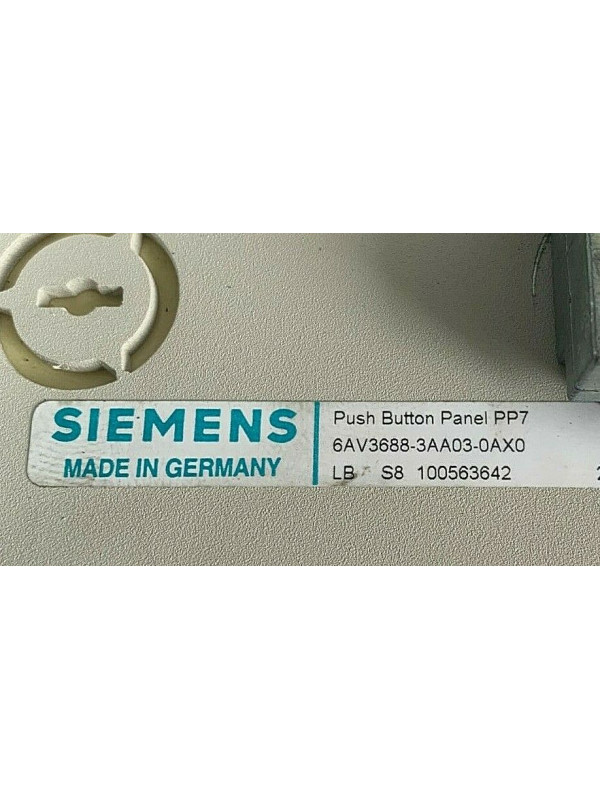 SIEMENS
MADE IN GERMANY
Push Button Panel PP7
6AV3688-3AA03-0AX0
LB S8 100563642